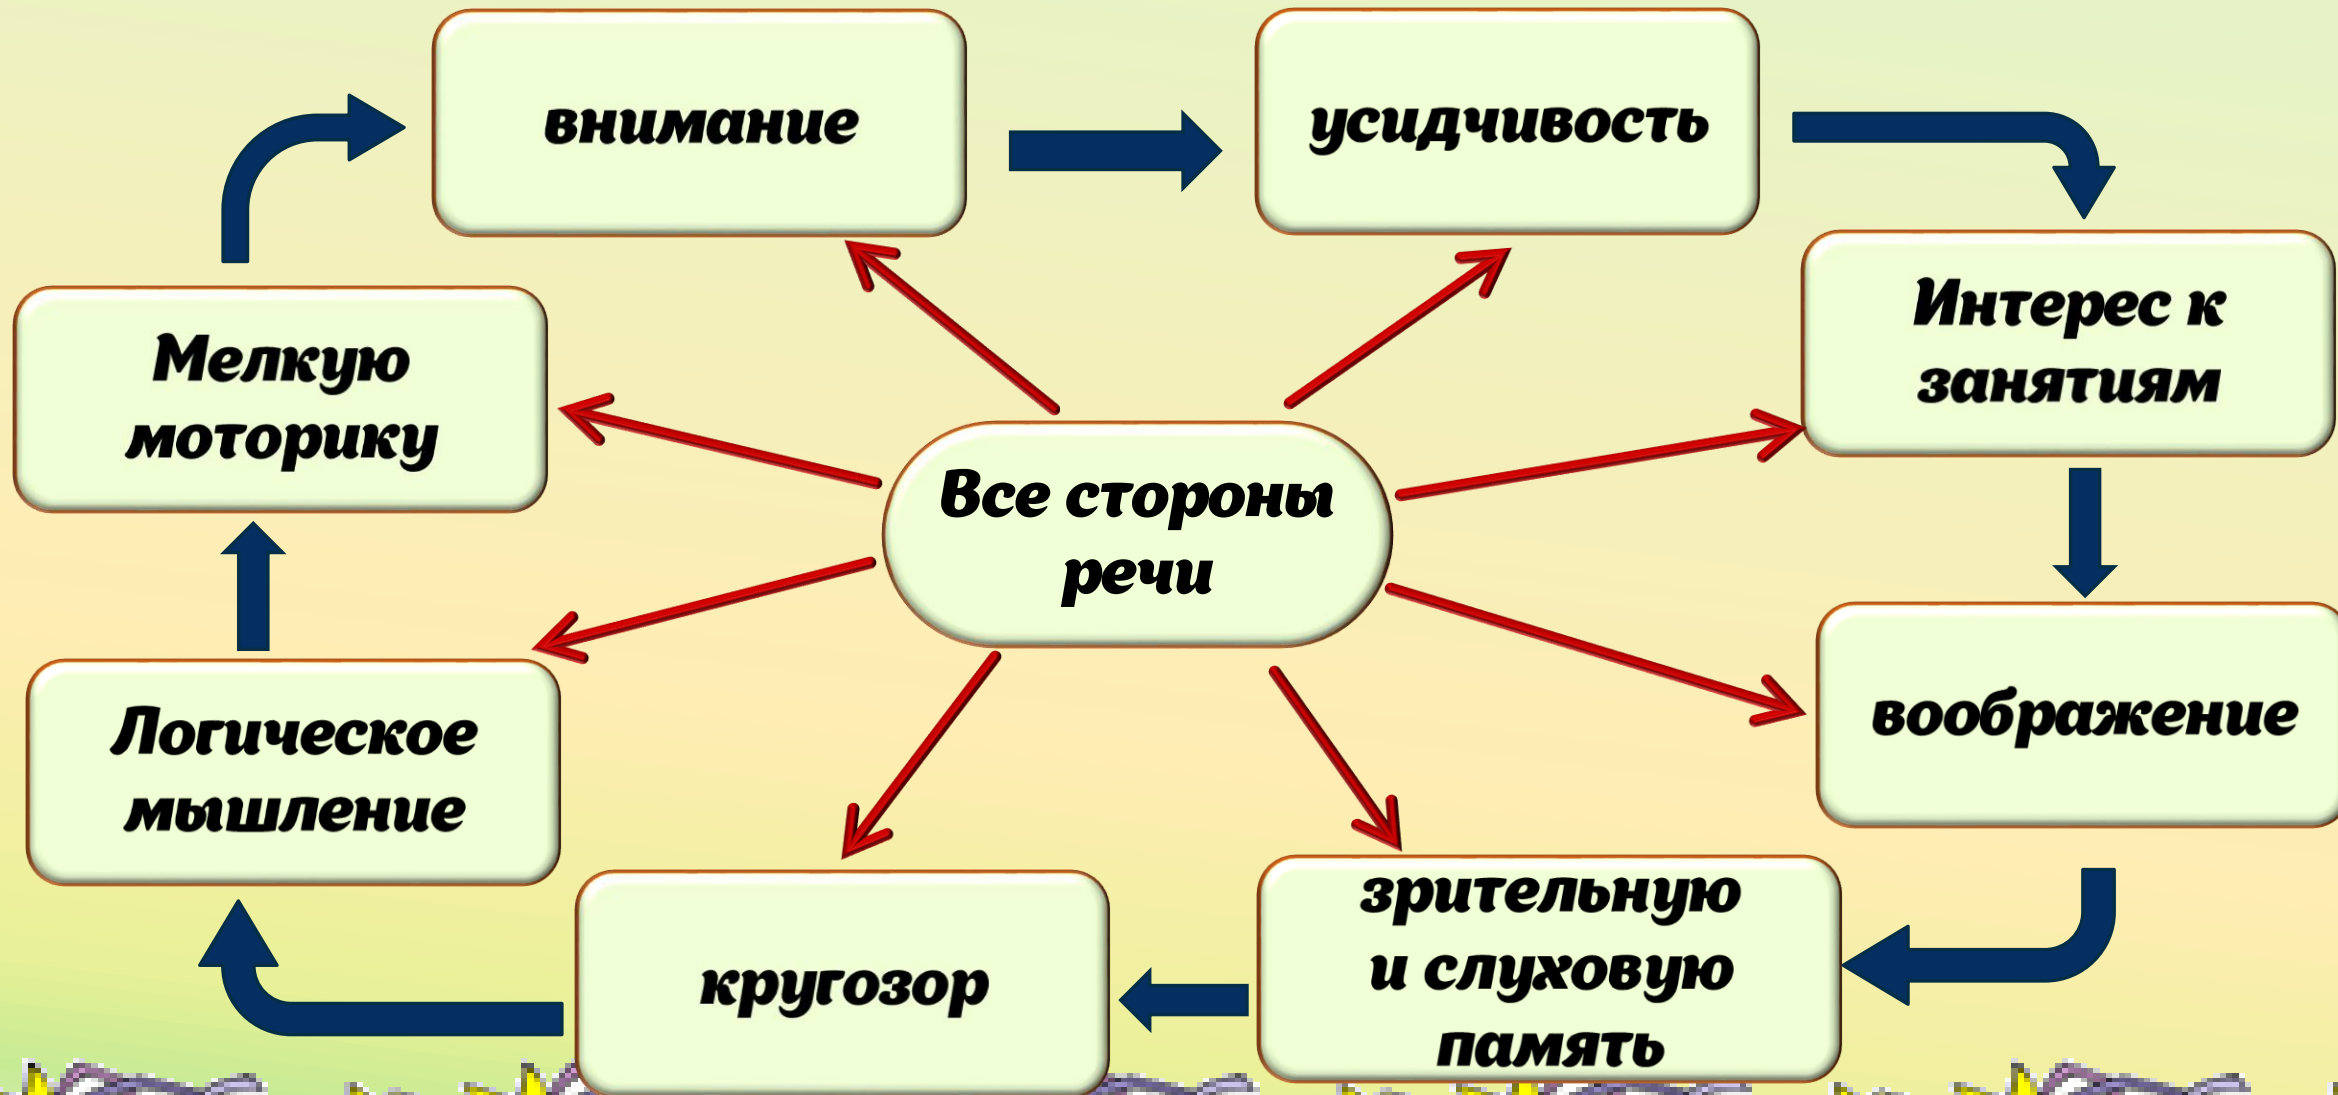 внимание
усидчивость
Интерес к
занятиям
Мелкую
моторику
Все стороны
речи
воображение
Логическое
мышление
зрительную
и слуховую
память
кругозор